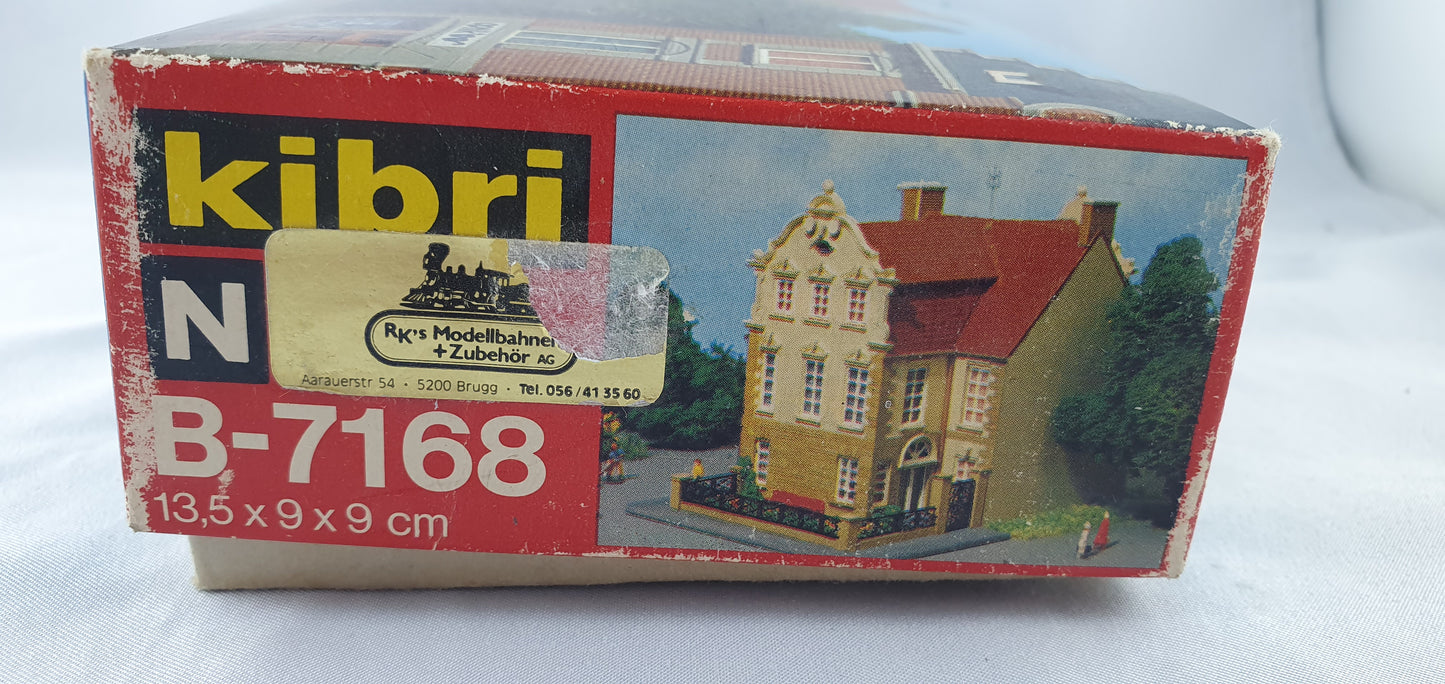 kibri
N
RK's Modellbahnen
+Zubehör AG
Aarauerstr 54 · 5200 Brugg · Tel. 056/41 35 60
B-7168
13,5 x 9 x 9 cm